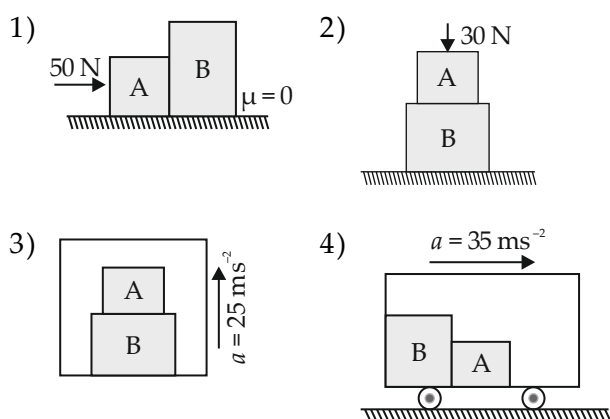 1)
50 N
A
B
μ = 0
2)
30 N
A
B
3)
A
B
a = 25 ms⁻²
4)
a = 35 ms⁻²
B
A